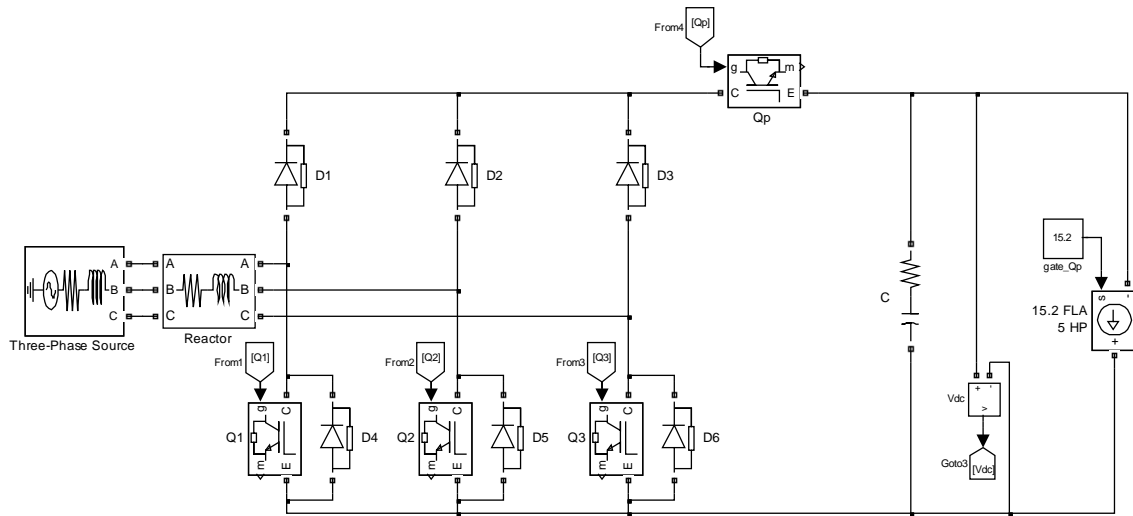 From4
[Qp]
g
m
C
E
Qp
D1
D2
D3
A
B
C
Three-Phase Source
A
B
C
A
B
C
Reactor
From1
[Q1]
From2
[Q2]
From3
[Q3]
g
C
Q1
m
E
D4
g
C
Q2
m
E
D5
g
C
Q3
m
E
D6
C
15.2
gate_Qp
s
-
15.2 FLA
5 HP
+
Vdc
+
-
v
Goto3
[Vdc]